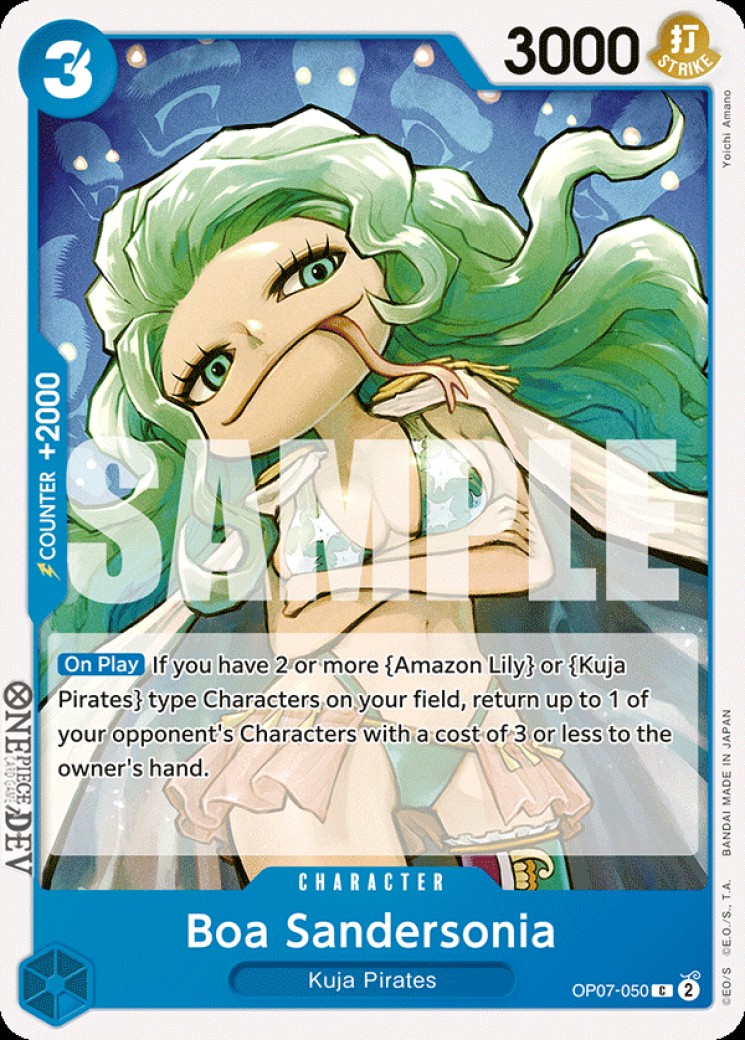 3
3000
打
STRIKE
Yoichi Amano
COUNTER +2000
SAMPLE
On Play If you have 2 or more {Amazon Lily} or {Kuja
Pirates} type Characters on your field, return up to 1 of
your opponent's Characters with a cost of 3 or less to the
owner's hand.
ONE PIECE
CARD GAME
/DEV
BANDAI MADE IN JAPAN
©EO/S ©E.O./S., T.A.
CHARACTER
Boa Sandersonia
Kuja Pirates
OP07-050 C 2